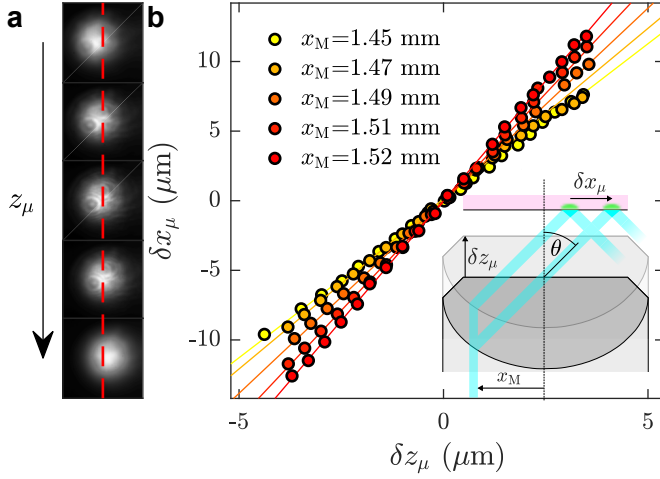 a
b
z_μ
δx_μ (μm)
10
5
0
-5
-10
x_M=1.45 mm
x_M=1.47 mm
x_M=1.49 mm
x_M=1.51 mm
x_M=1.52 mm
δx_μ
δz_μ
θ
x_M
-5
0
5
δz_μ (μm)